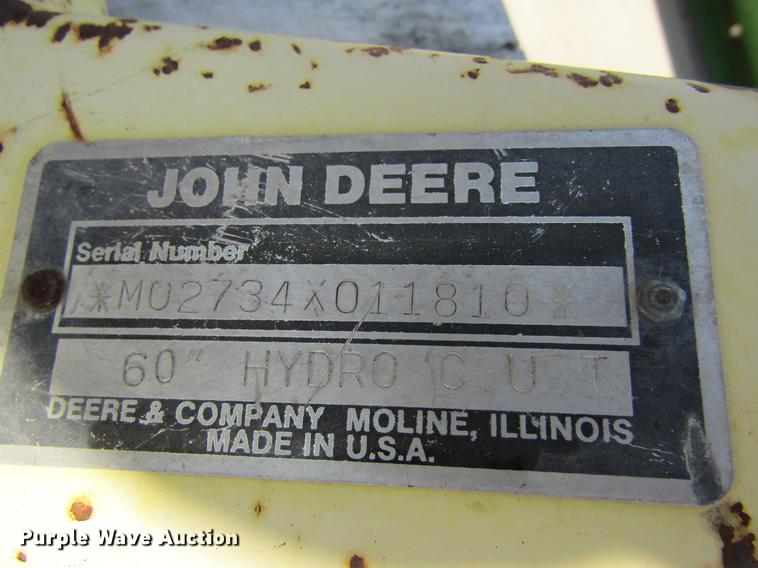 JOHN DEERE
Serial Number
*M02734X011810*
60" HYDRO C.U.T
DEERE & COMPANY MOLINE, ILLINOIS
MADE IN U.S.A.
Purple Wave Auction